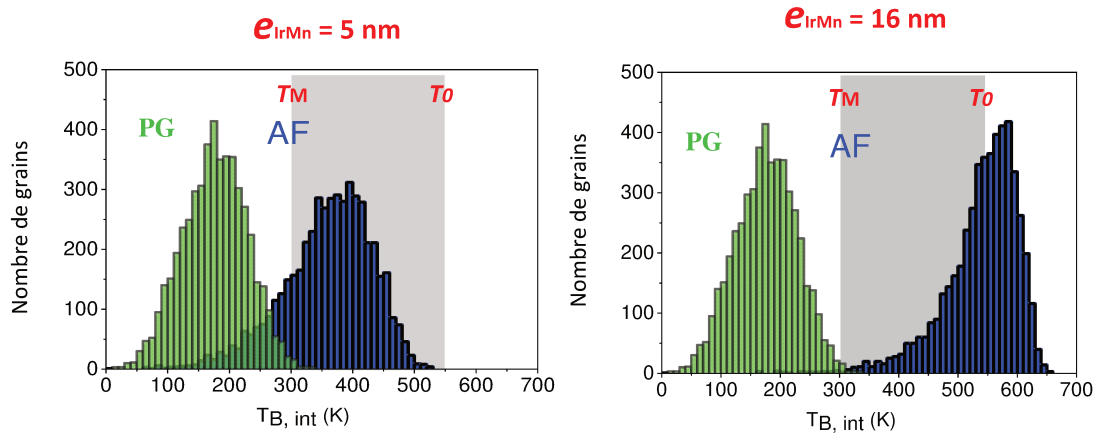 eIrMn = 5 nm
500
400
300
200
100
0
Nombre de grains
PG
AF
TM
T0
0 100 200 300 400 500 600 700
TB, int (K)
eIrMn = 16 nm
500
400
300
200
100
0
Nombre de grains
PG
AF
TM
T0
0 100 200 300 400 500 600 700
TB, int (K)